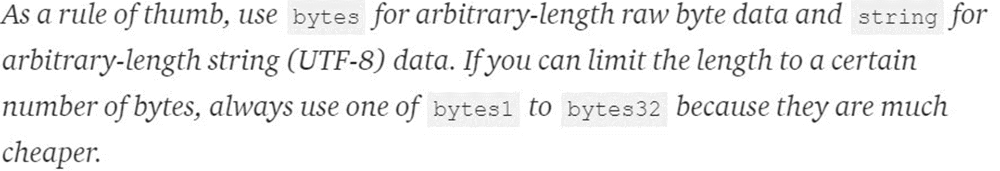 As a rule of thumb, use bytes for arbitrary-length raw byte data and string for
arbitrary-length string (UTF-8) data. If you can limit the length to a certain
number of bytes, always use one of bytes1 to bytes32 because they are much
cheaper.